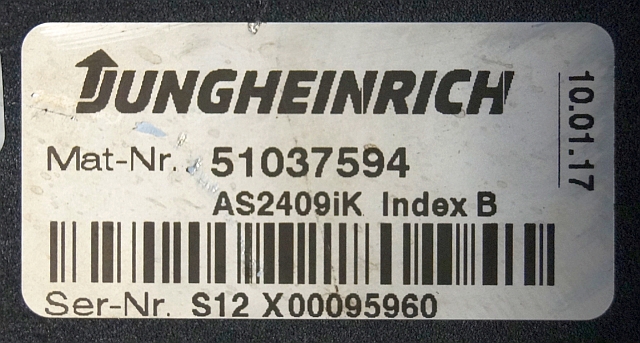 JUNGHEINRICH
10.01.17
Mat-Nr. 51037594
AS2409iK Index B
Ser-Nr. S12 X00095960